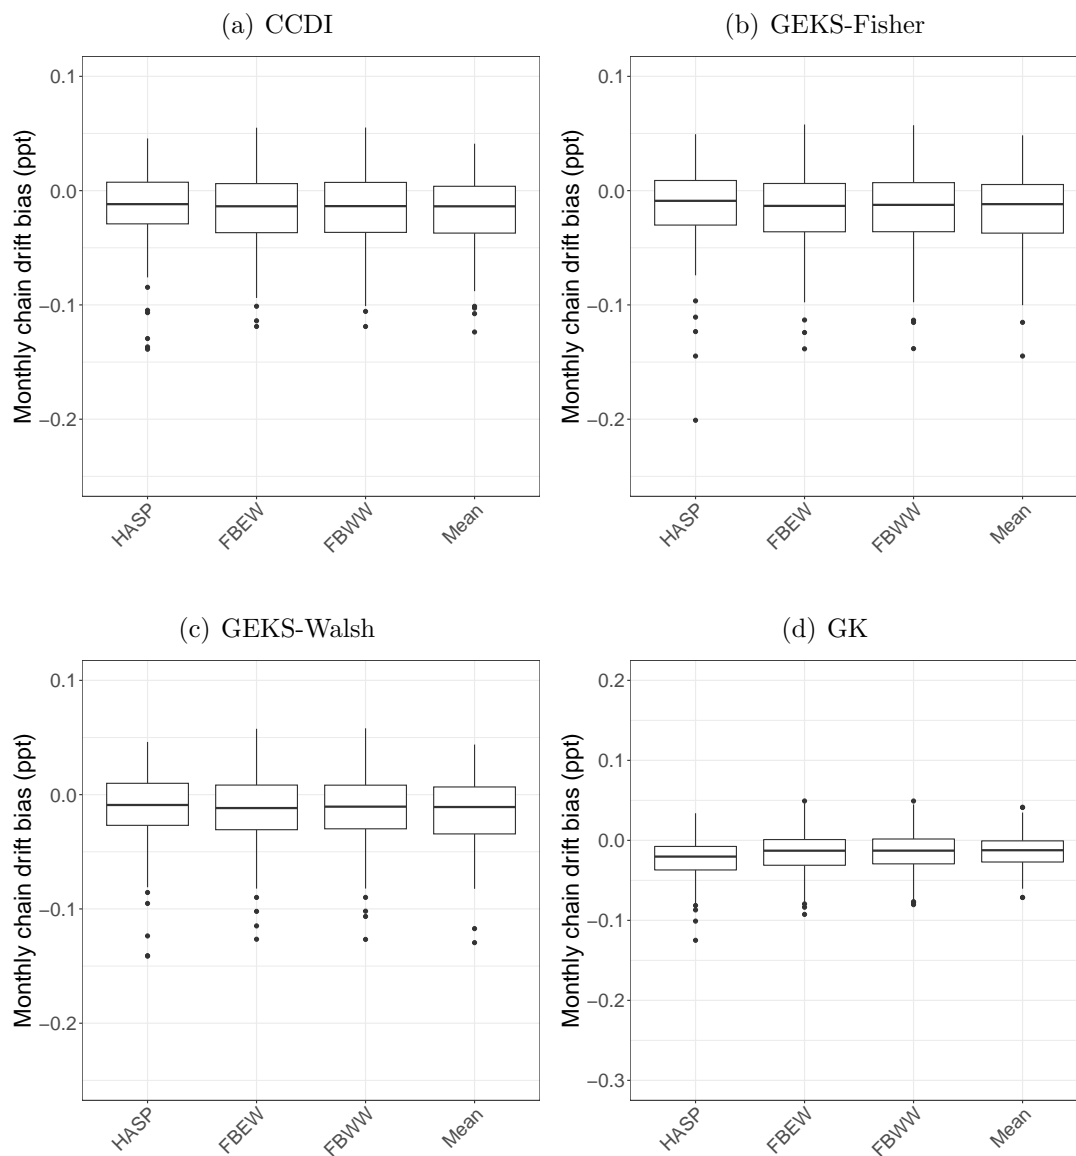 (a) CCDI
Monthly chain drift bias (ppt)
0.1
0.0
−0.1
−0.2
HASP
FBEW
FBWW
Mean
(b) GEKS-Fisher
Monthly chain drift bias (ppt)
0.1
0.0
−0.1
−0.2
HASP
FBEW
FBWW
Mean
(c) GEKS-Walsh
Monthly chain drift bias (ppt)
0.1
0.0
−0.1
−0.2
HASP
FBEW
FBWW
Mean
(d) GK
Monthly chain drift bias (ppt)
0.2
0.1
0.0
−0.1
−0.2
−0.3
HASP
FBEW
FBWW
Mean